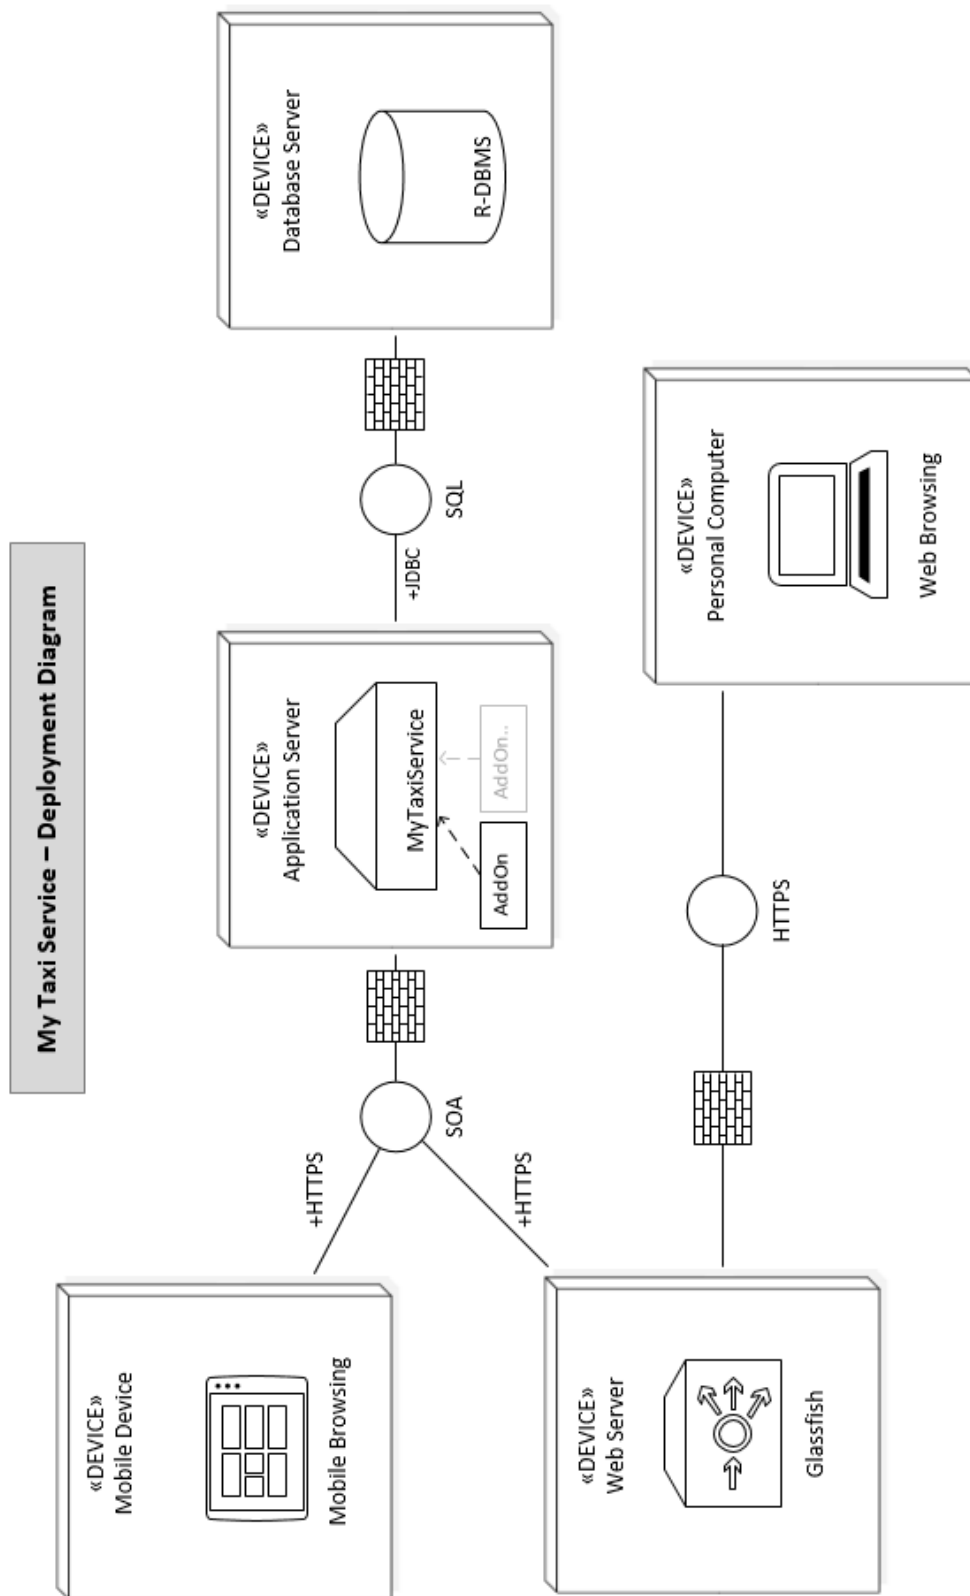 My Taxi Service – Deployment Diagram
«DEVICE»
Mobile Device
Mobile Browsing
+HTTPS
SOA
+HTTPS
«DEVICE»
Application Server
MyTaxiService
AddOn
AddOn..
+JDBC
SQL
«DEVICE»
Database Server
R-DBMS
«DEVICE»
Web Server
Glassfish
HTTPS
«DEVICE»
Personal Computer
Web Browsing